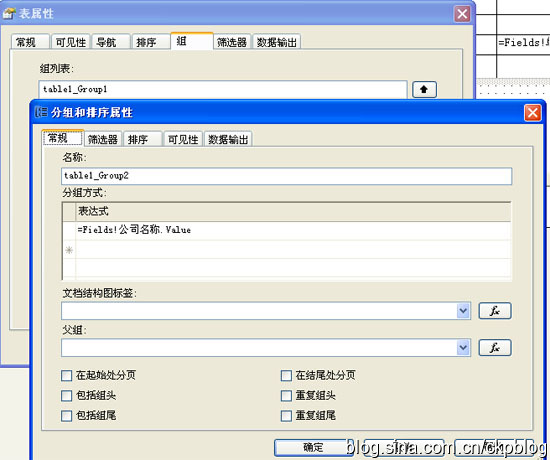 表属性
常规 可见性 导航 排序 组 筛选器 数据输出
=Fields!
组列表:
table1_Group1
分组和排序属性
常规 筛选器 排序 可见性 数据输出
名称:
table1_Group2
分组方式:
表达式
=Fields!公司名称.Value
文档结构图标签:
fx
父组:
fx
在起始处分页 在结尾处分页
包括组头 重复组头
包括组尾 重复组尾
确定
blog.sina.com.cn/ckpblog